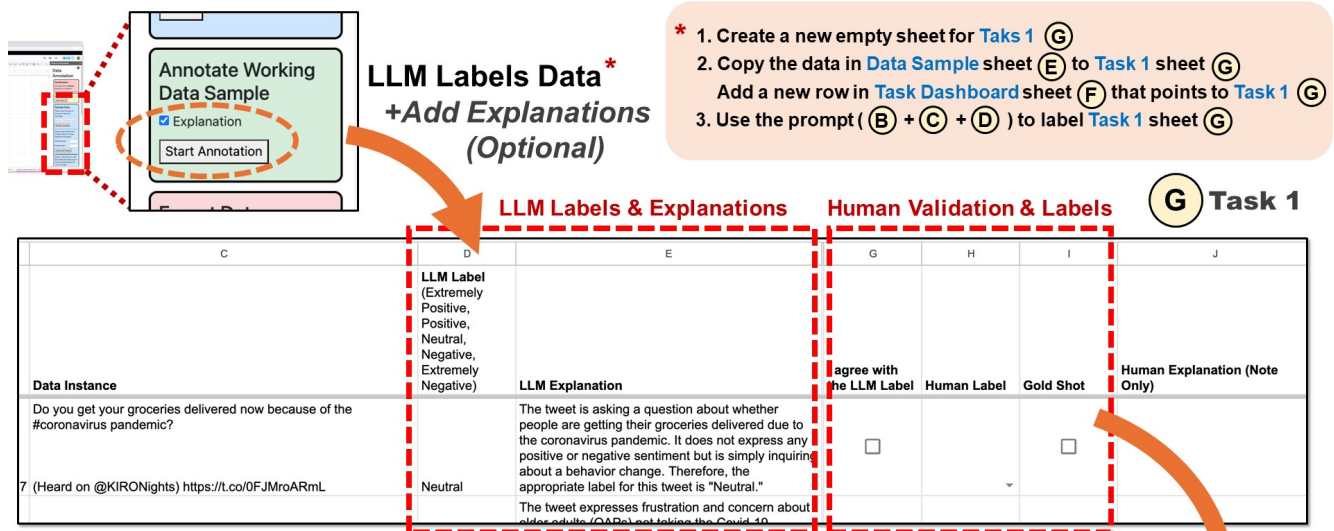 * 1. Create a new empty sheet for Taks 1 G
2. Copy the data in Data Sample sheet E to Task 1 sheet G
Add a new row in Task Dashboard sheet F that points to Task 1 G
3. Use the prompt ( B + C + D ) to label Task 1 sheet G
Annotate Working
Data Sample
Explanation
Start Annotation
LLM Labels Data*
+Add Explanations
(Optional)
LLM Labels & Explanations
Human Validation & Labels
G Task 1
C
D
E
G
H
I
J
Data Instance
LLM Label
(Extremely
Positive,
Positive,
Neutral,
Negative,
Extremely
Negative)
LLM Explanation
agree with
the LLM Label
Human Label
Gold Shot
Human Explanation (Note
Only)
Do you get your groceries delivered now because of the
#coronavirus pandemic?
7 (Heard on @KIRONights) https://t.co/0FJMroARmL
Neutral
The tweet is asking a question about whether
people are getting their groceries delivered due to
the coronavirus pandemic. It does not express any
positive or negative sentiment but is simply inquiring
about a behavior change. Therefore, the
appropriate label for this tweet is "Neutral."
The tweet expresses frustration and concern about
older adults (OAPs) not taking the Covid-19